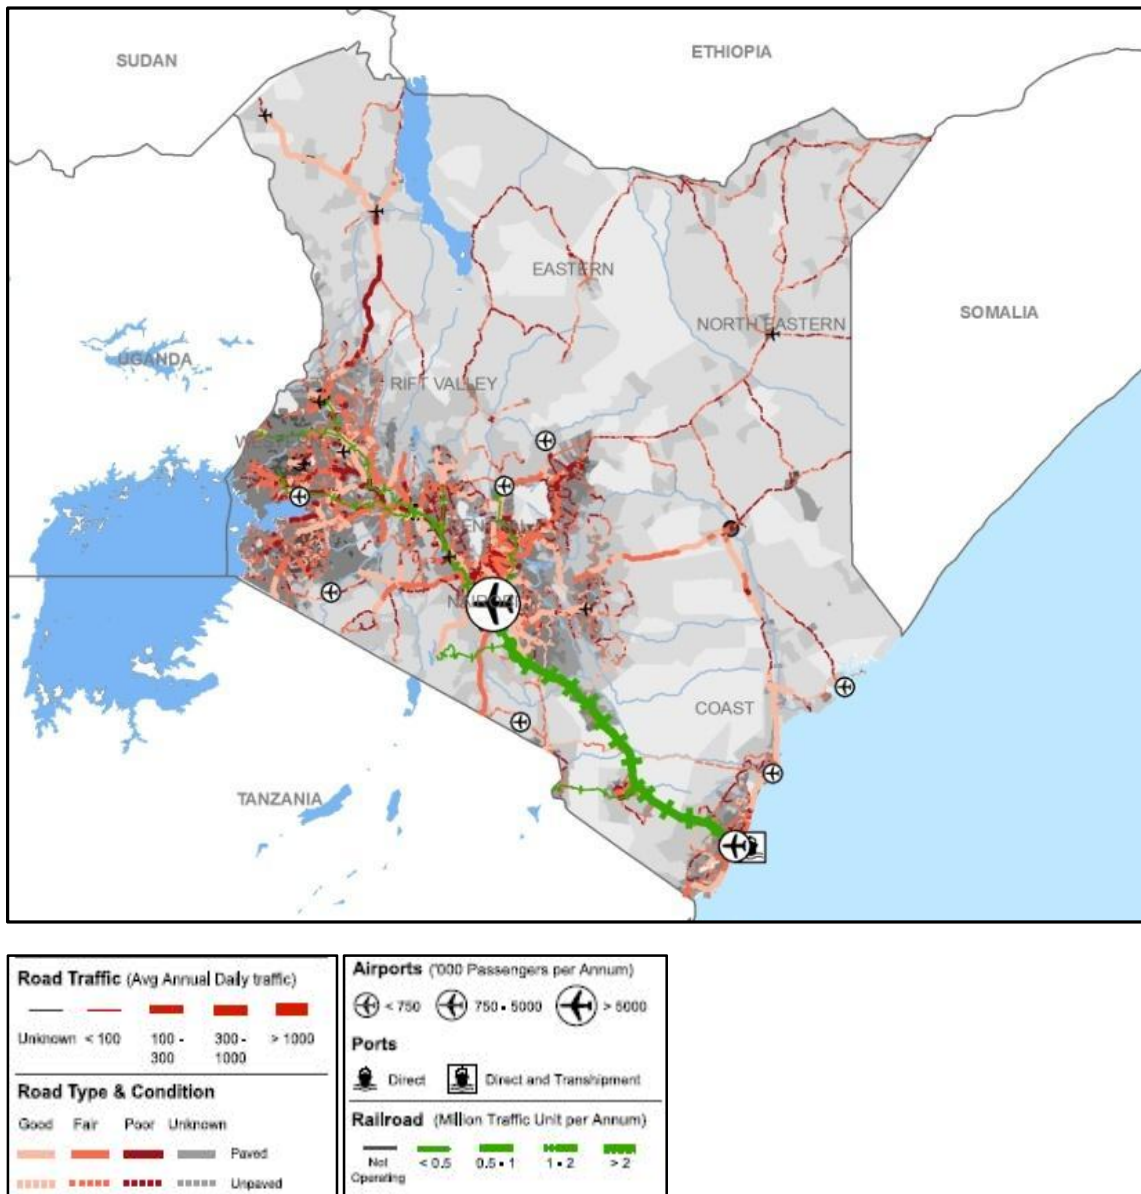 SUDAN
ETHIOPIA
EASTERN
SOMALIA
NORTH EASTERN
UGANDA
RIFT VALLEY
COAST
TANZANIA
Road Traffic (Avg Annual Daily traffic)
Unknown < 100 100 - 300 300 - 1000 > 1000
Road Type & Condition
Good Fair Poor Unknown
Paved
Unpaved
Airports ('000 Passengers per Annum)
< 750 750 - 5000 > 5000
Ports
Direct Direct and Transhipment
Railroad (Million Traffic Unit per Annum)
Not Operating < 0.5 0.5 - 1 1 - 2 > 2